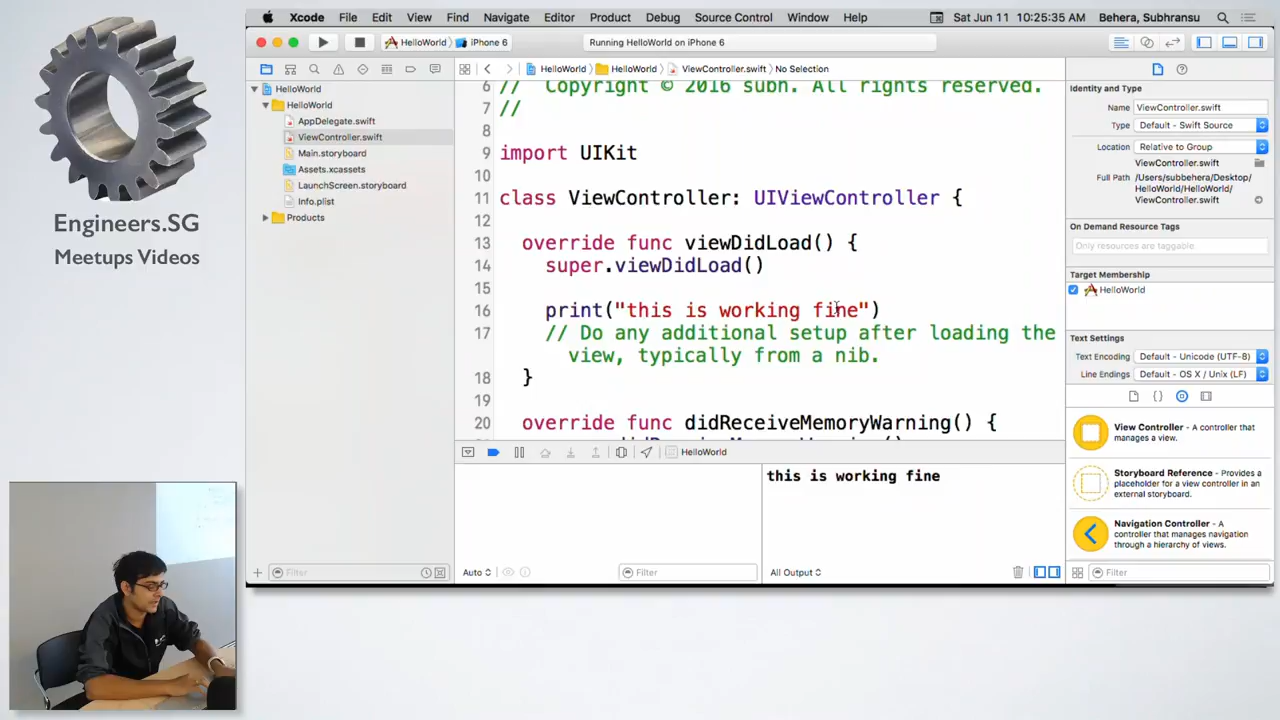 Xcode File Edit View Find Navigate Editor Product Debug Source Control Window Help Sat Jun 11 10:25:35 AM Behera, Subhransu
HelloWorld iPhone 6 Running HelloWorld on iPhone 6
HelloWorld HelloWorld ViewController.swift No Selection
HelloWorld
HelloWorld
AppDelegate.swift
ViewController.swift
Main.storyboard
Assets.xcassets
LaunchScreen.storyboard
Info.plist
Products
Filter
6 // Copyright © 2016 subh. All rights reserved.
7 //
8
9 import UIKit
10
11 class ViewController: UIViewController {
12
13 override func viewDidLoad() {
14 super.viewDidLoad()
15
16 print("this is working fine")
17 // Do any additional setup after loading the
view, typically from a nib.
18 }
19
20 override func didReceiveMemoryWarning() {
HelloWorld
this is working fine
Auto Filter All Output
Identity and Type
Name ViewController.swift
Type Default - Swift Source
Location Relative to Group
ViewController.swift
Full Path /Users/subbehera/Desktop/
HelloWorld/HelloWorld/
ViewController.swift
On Demand Resource Tags
Only resources are taggable
Target Membership
HelloWorld
Text Settings
Text Encoding Default - Unicode (UTF-8)
Line Endings Default - OS X / Unix (LF)
View Controller - A controller that
manages a view.
Storyboard Reference - Provides a
placeholder for a view controller in an
external storyboard.
Navigation Controller - A
controller that manages navigation
through a hierarchy of views.
Filter
Engineers.SG
Meetups Videos